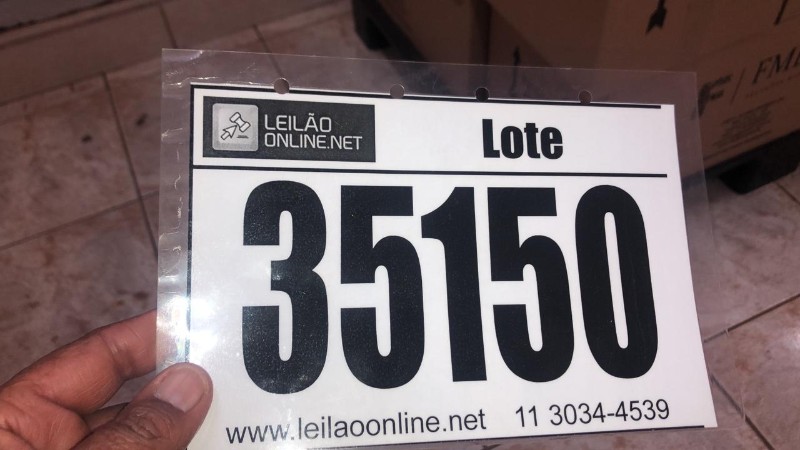 LEILÃO
ONLINE.NET
Lote
35150
www.leilaoonline.net 11 3034-4539